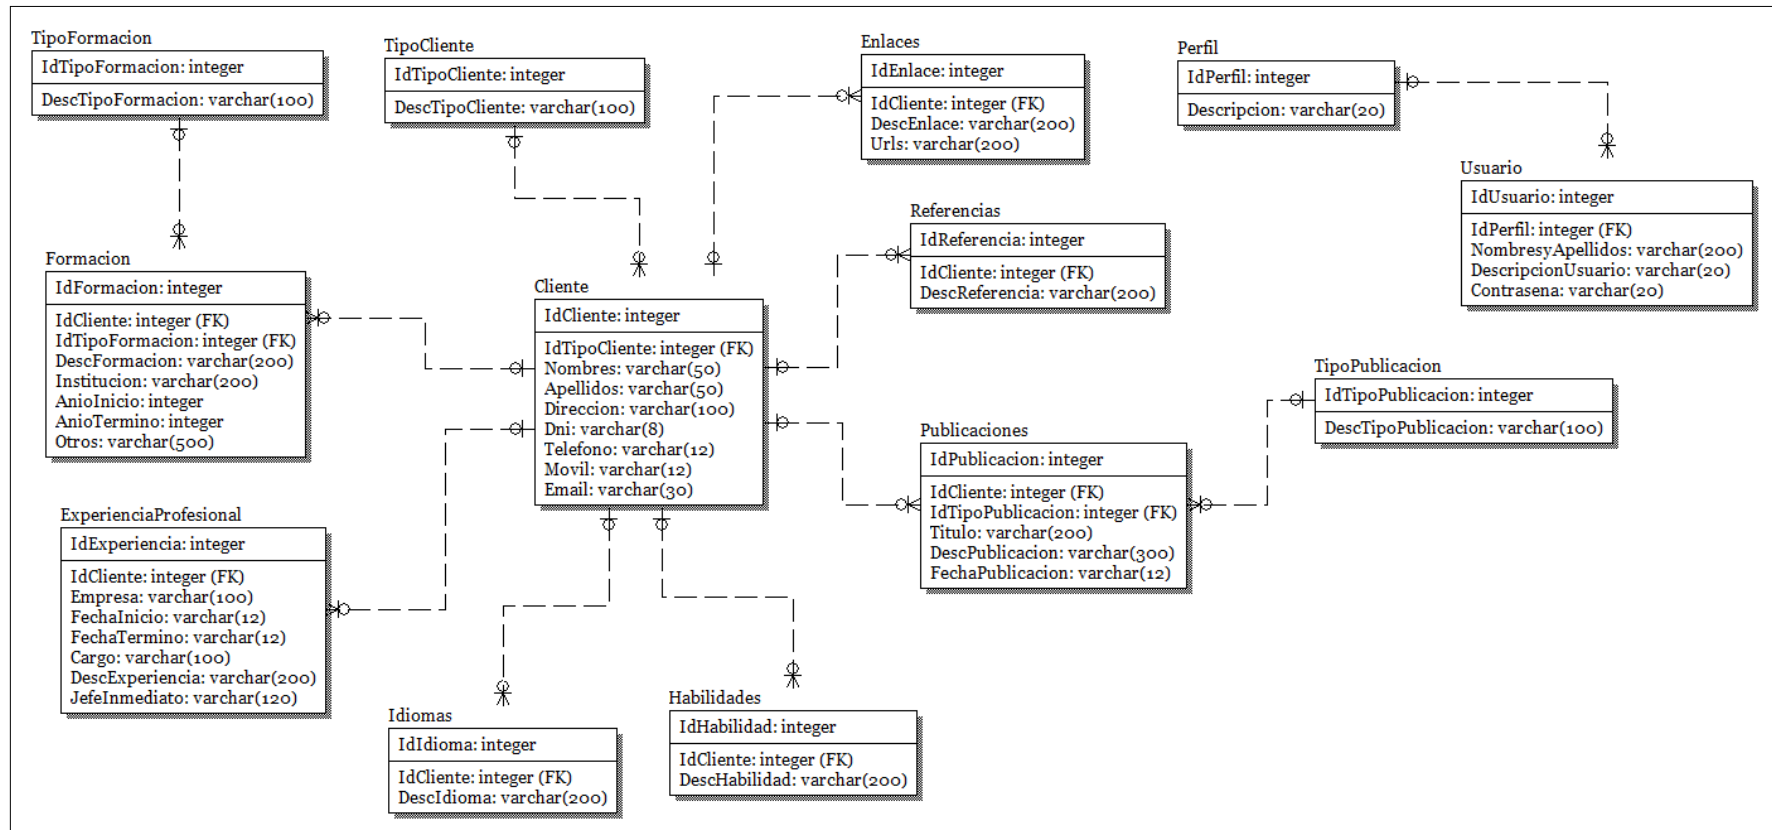 TipoFormacion
IdTipoFormacion: integer
DescTipoFormacion: varchar(100)
TipoCliente
IdTipoCliente: integer
DescTipoCliente: varchar(100)
Enlaces
IdEnlace: integer
IdCliente: integer (FK)
DescEnlace: varchar(200)
Urls: varchar(200)
Perfil
IdPerfil: integer
Descripcion: varchar(20)
Usuario
IdUsuario: integer
IdPerfil: integer (FK)
NombresyApellidos: varchar(200)
DescripcionUsuario: varchar(20)
Contrasena: varchar(20)
Referencias
IdReferencia: integer
IdCliente: integer (FK)
DescReferencia: varchar(200)
Formacion
IdFormacion: integer
IdCliente: integer (FK)
IdTipoFormacion: integer (FK)
DescFormacion: varchar(200)
Institucion: varchar(200)
AnioInicio: integer
AnioTermino: integer
Otros: varchar(500)
Cliente
IdCliente: integer
IdTipoCliente: integer (FK)
Nombres: varchar(50)
Apellidos: varchar(50)
Direccion: varchar(100)
Dni: varchar(8)
Telefono: varchar(12)
Movil: varchar(12)
Email: varchar(30)
TipoPublicacion
IdTipoPublicacion: integer
DescTipoPublicacion: varchar(100)
Publicaciones
IdPublicacion: integer
IdCliente: integer (FK)
IdTipoPublicacion: integer (FK)
Titulo: varchar(200)
DescPublicacion: varchar(300)
FechaPublicacion: varchar(12)
ExperienciaProfesional
IdExperiencia: integer
IdCliente: integer (FK)
Empresa: varchar(100)
FechaInicio: varchar(12)
FechaTermino: varchar(12)
Cargo: varchar(100)
DescExperiencia: varchar(200)
JefeInmediato: varchar(120)
Idiomas
IdIdioma: integer
IdCliente: integer (FK)
DescIdioma: varchar(200)
Habilidades
IdHabilidad: integer
IdCliente: integer (FK)
DescHabilidad: varchar(200)